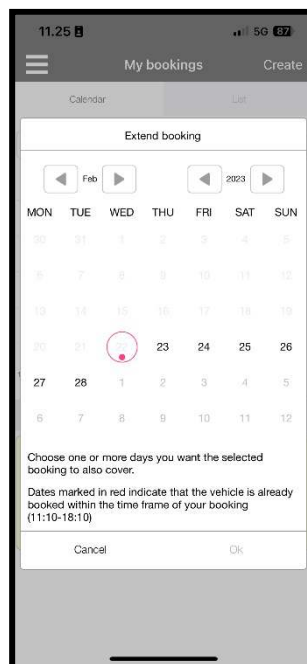 11.25
5G 87
My bookings
Create
Calendar
List
Extend booking
Feb
2023
MON TUE WED THU FRI SAT SUN
30 31 1 2 3 4 5
6 7 8 9 10 11 12
13 14 15 16 17 18 19
20 21 22 23 24 25 26
27 28 1 2 3 4 5
6 7 8 9 10 11 12
Choose one or more days you want the selected
booking to also cover.
Dates marked in red indicate that the vehicle is already
booked within the time frame of your booking
(11:10-18:10)
Cancel
Ok